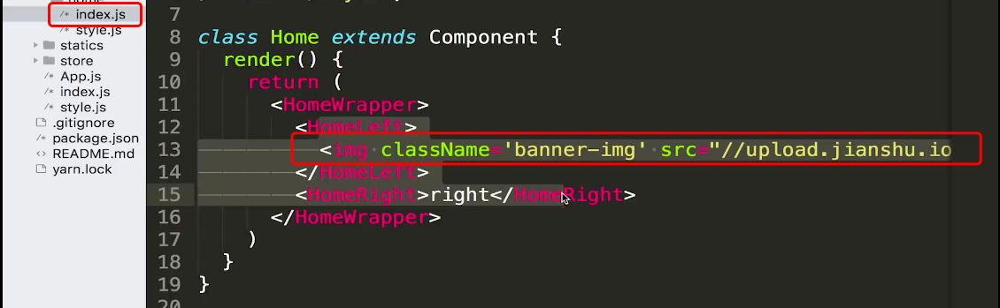 index.js
style.js
statics
store
App.js
index.js
style.js
.gitignore
package.json
README.md
yarn.lock
7
8 class Home extends Component {
9 render() {
10 return (
11 <HomeWrapper>
12 <HomeLeft>
13 <img className='banner-img' src="//upload.jianshu.io
14 </HomeLeft>
15 <HomeRight>right</HomeRight>
16 </HomeWrapper>
17 )
18 }
19 }
20